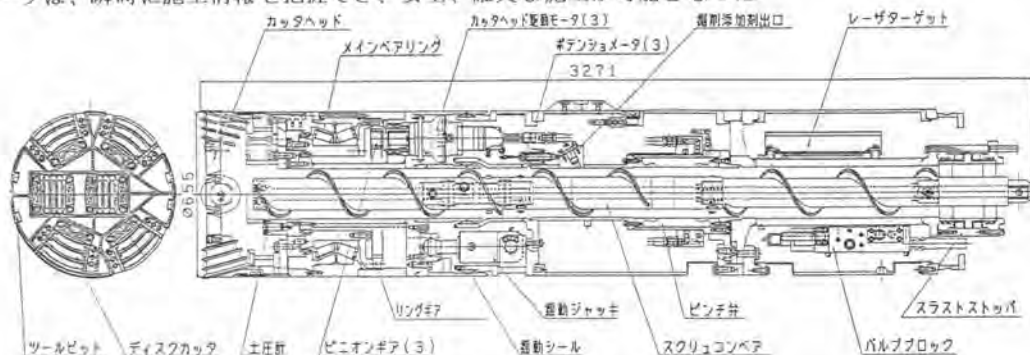 カッタヘッド
カッタヘッド駆動モータ(3)
掘削添加剤出口
レーザターゲット
メインベアリング
ポテンショメータ(3)
3271
ø655
リングギア
揺動ジャッキ
ピンチ弁
スラストストッパ
ツールビット
ディスクカッタ
土圧計
ピニオンギア(3)
揺動シール
スクリュコンベア
バルブブロック